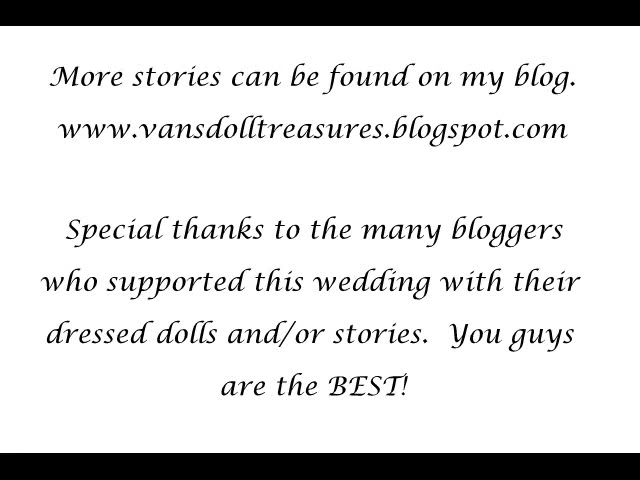 More stories can be found on my blog.
www.vansdolltreasures.blogspot.com
Special thanks to the many bloggers
who supported this wedding with their
dressed dolls and/or stories.  You guys
are the BEST!